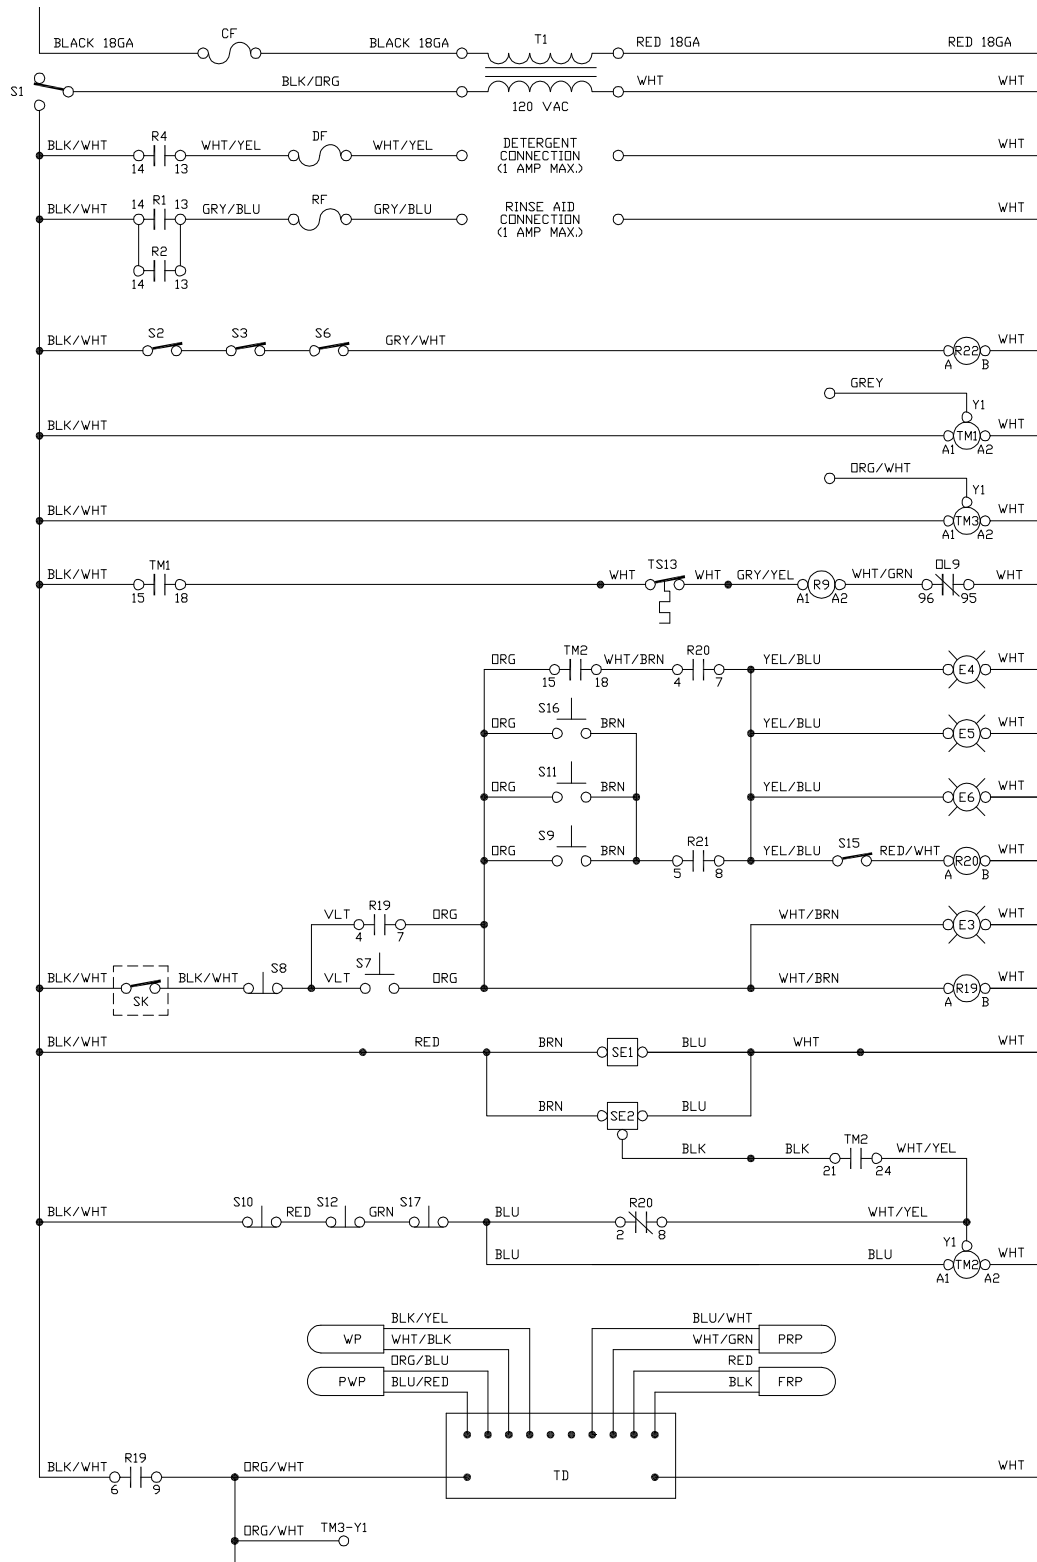 CF T1
BLACK 18GA BLACK 18GA RED 18GA RED 18GA
S1 BLK/ORG WHT WHT
120 VAC
BLK/WHT R4 WHT/YEL DF WHT/YEL DETERGENT WHT
CONNECTION
14 13 (1 AMP MAX.)
BLK/WHT 14 R1 13 GRY/BLU RF GRY/BLU RINSE AID WHT
CONNECTION
(1 AMP MAX.)
R2
14 13
BLK/WHT S2 S3 S6 GRY/WHT WHT
R22
A B
GREY
Y1
BLK/WHT WHT
TM1
A1 A2
ORG/WHT
Y1
BLK/WHT WHT
TM3
A1 A2
BLK/WHT TM1 WHT TS13 WHT GRY/YEL WHT/GRN OL9 WHT
R9
15 18 A1 A2 96 95
ORG TM2 WHT/BRN R20 YEL/BLU WHT
E4
15 18 4 7
S16
ORG BRN YEL/BLU WHT
E5
S11
ORG BRN YEL/BLU WHT
E6
S9 R21 S15
ORG BRN YEL/BLU RED/WHT WHT
R20
5 8 A B
VLT R19 ORG WHT/BRN WHT
E3
4 7
BLK/WHT BLK/WHT S8 VLT S7 ORG WHT/BRN WHT
R19
SK A B
BLK/WHT RED BRN BLU WHT WHT
SE1
BRN BLU
SE2
BLK BLK TM2 WHT/YEL
21 24
BLK/WHT S10 RED S12 GRN S17 BLU R20 WHT/YEL
2 8
Y1
BLU BLU WHT
TM2
A1 A2
BLK/YEL BLU/WHT
WP WHT/BLK WHT/GRN PRP
ORG/BLU RED
PWP BLU/RED BLK FRP
BLK/WHT R19 ORG/WHT TD WHT
6 9
ORG/WHT TM3-Y1